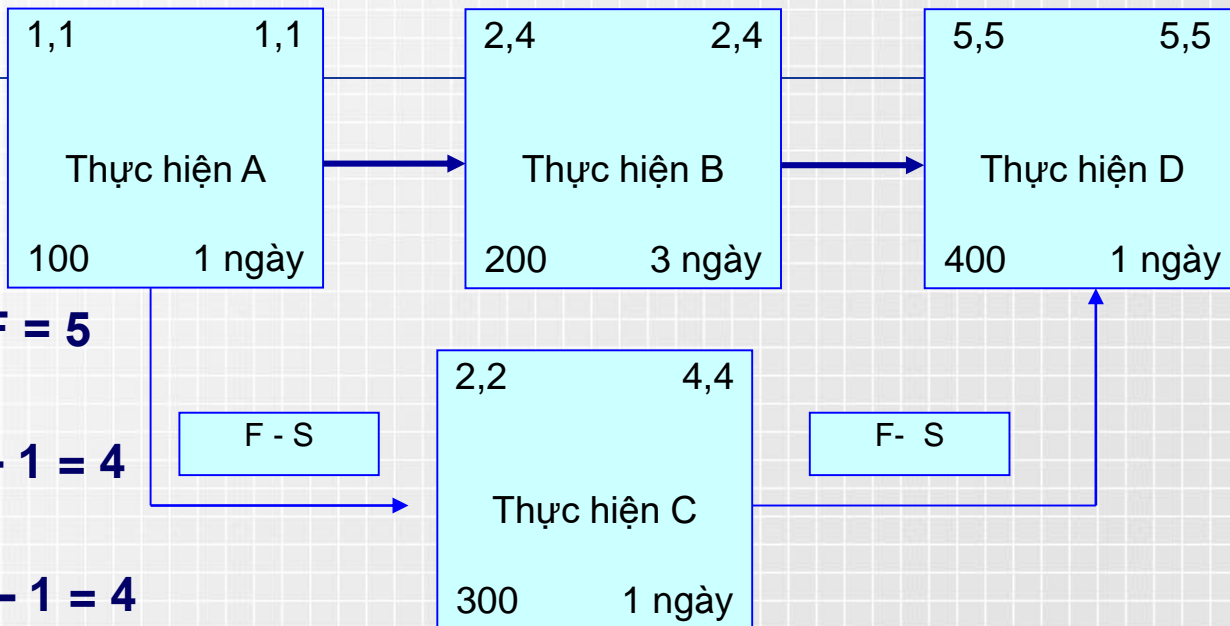 1,1 1,1
Thực hiện A
100 1 ngày
2,4 2,4
Thực hiện B
200 3 ngày
5,5 5,5
Thực hiện D
400 1 ngày
= 5
F - S
F- S
1 = 4
2,2 4,4
Thực hiện C
300 1 ngày
- 1 = 4